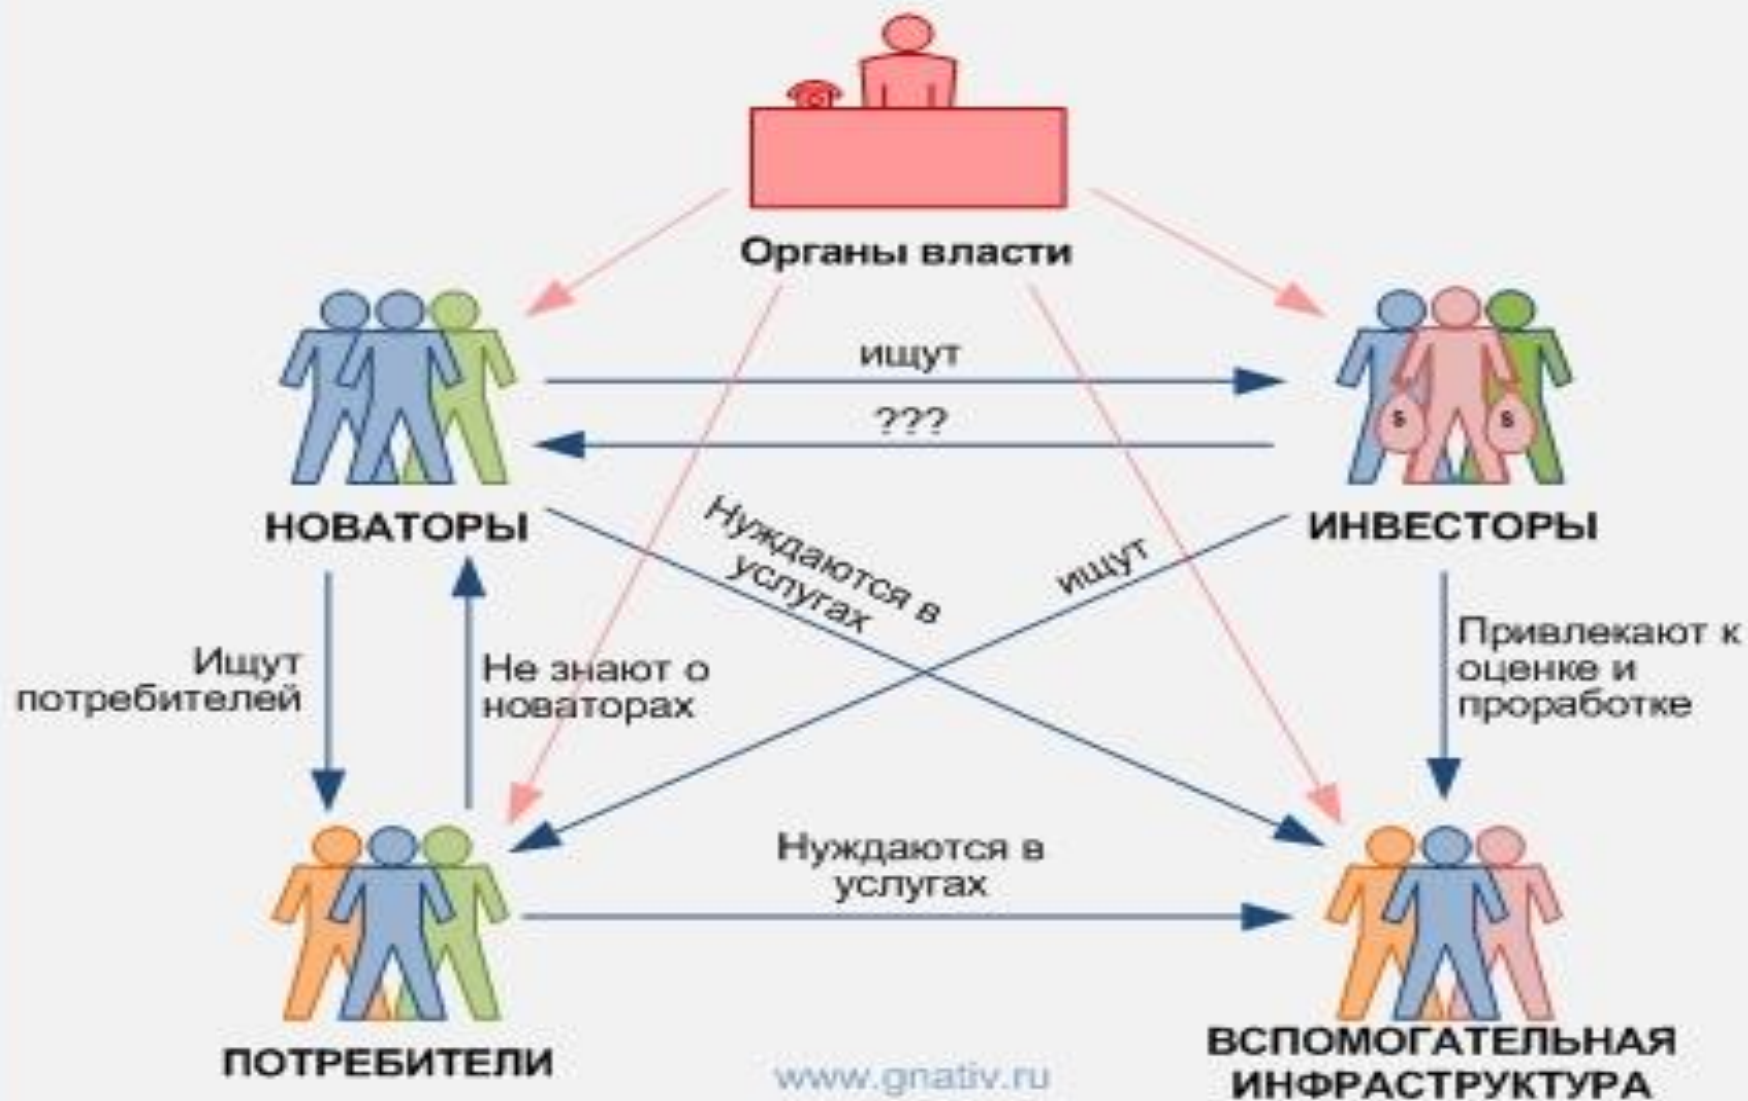 Органы власти
ищут
???
НОВАТОРЫ
ИНВЕСТОРЫ
Нуждаются в
услугах
ищут
Ищут
потребителей
Не знают о
новаторах
Привлекают к
оценке и
проработке
Нуждаются в
услугах
ПОТРЕБИТЕЛИ
ВСПОМОГАТЕЛЬНАЯ
ИНФРАСТРУКТУРА
www.gnativ.ru
$
$